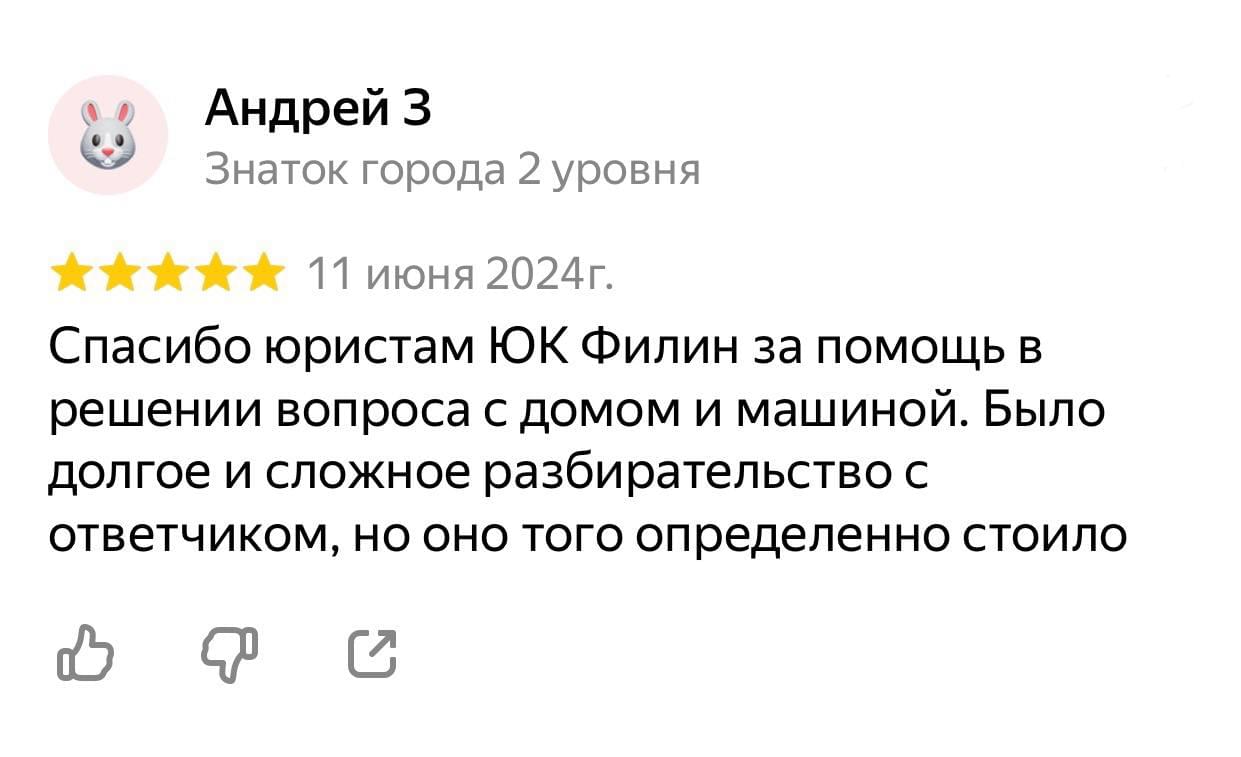 Андрей З
Знаток города 2 уровня
11 июня 2024г.
Спасибо юристам ЮК Филин за помощь в
решении вопроса с домом и машиной. Было
долгое и сложное разбирательство с
ответчиком, но оно того определенно стоило